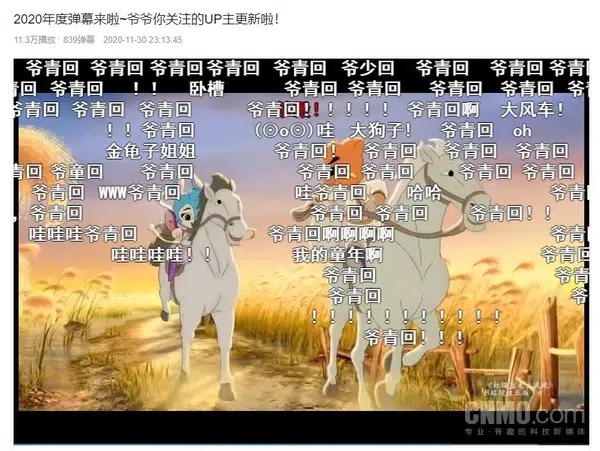 2020年度弹幕来啦~爷爷你关注的UP主更新啦！
11.3万播放 · 839弹幕 2020-11-30 23:13:45
爷青回 爷青回 爷青回 爷青回 爷青回 爷少回 爷青回 爷青回 爷青回
青回 爷青回 ！！ 卧槽 爷青回 爷青回 爷青回 爷青回
爷青回 爷青回 爷青回 爷青回！！！！！！ 爷青回啊 大风车！
！！爷青回 (⊙o⊙)哇 大狗子！ 爷青回 oh
金龟子姐姐 爷青回！ 爷青回 爷青回 爷青回
回 爷童回 爷青回 爷青回 爷青回 爷青回 爷青回
爷青回 WWW爷青回 哇爷青回 哈哈
，爷青回 爷青回 爷青回 爷青回！！
哇哇哇爷青回 爷青回啊啊啊啊
哇哇哇哇！！ 我的童年啊
爷青回
爷青回
！！！！！！！！！！！
爷青回！！！
B站授权正版
CNMO.com
专业·有趣的科技新媒体